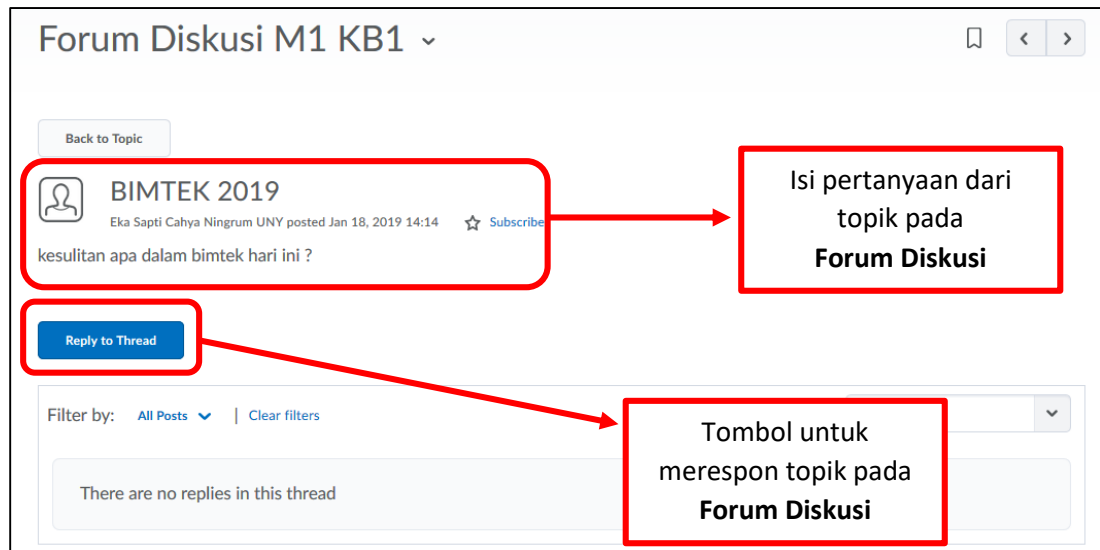 Forum Diskusi M1 KB1
Back to Topic
BIMTEK 2019
Eka Sapti Cahya Ningrum UNY posted Jan 18, 2019 14:14 Subscribe
kesulitan apa dalam bimtek hari ini ?
Isi pertanyaan dari
topik pada
Forum Diskusi
Reply to Thread
Filter by: All Posts | Clear filters
There are no replies in this thread
Tombol untuk
merespon topik pada
Forum Diskusi